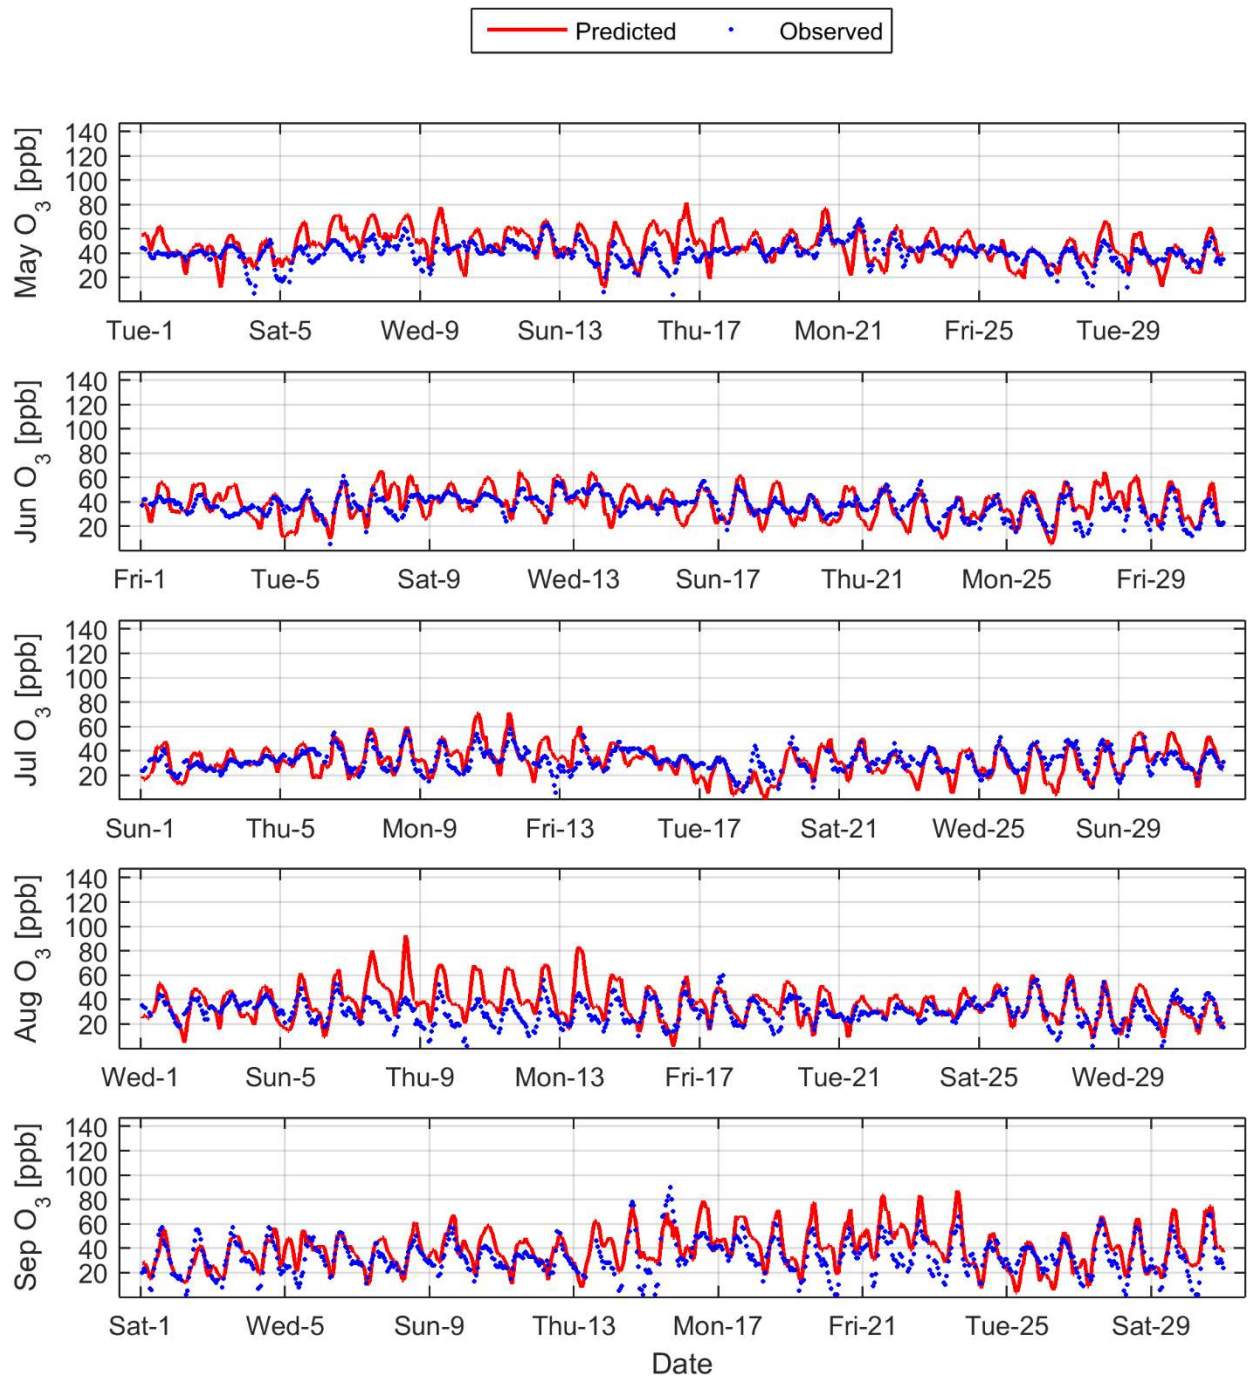 Predicted Observed
May O3 [ppb]
140
120
100
80
60
40
20
Tue-1 Sat-5 Wed-9 Sun-13 Thu-17 Mon-21 Fri-25 Tue-29
Jun O3 [ppb]
140
120
100
80
60
40
20
Fri-1 Tue-5 Sat-9 Wed-13 Sun-17 Thu-21 Mon-25 Fri-29
Jul O3 [ppb]
140
120
100
80
60
40
20
Sun-1 Thu-5 Mon-9 Fri-13 Tue-17 Sat-21 Wed-25 Sun-29
Aug O3 [ppb]
140
120
100
80
60
40
20
Wed-1 Sun-5 Thu-9 Mon-13 Fri-17 Tue-21 Sat-25 Wed-29
Sep O3 [ppb]
140
120
100
80
60
40
20
Sat-1 Wed-5 Sun-9 Thu-13 Mon-17 Fri-21 Tue-25 Sat-29
Date